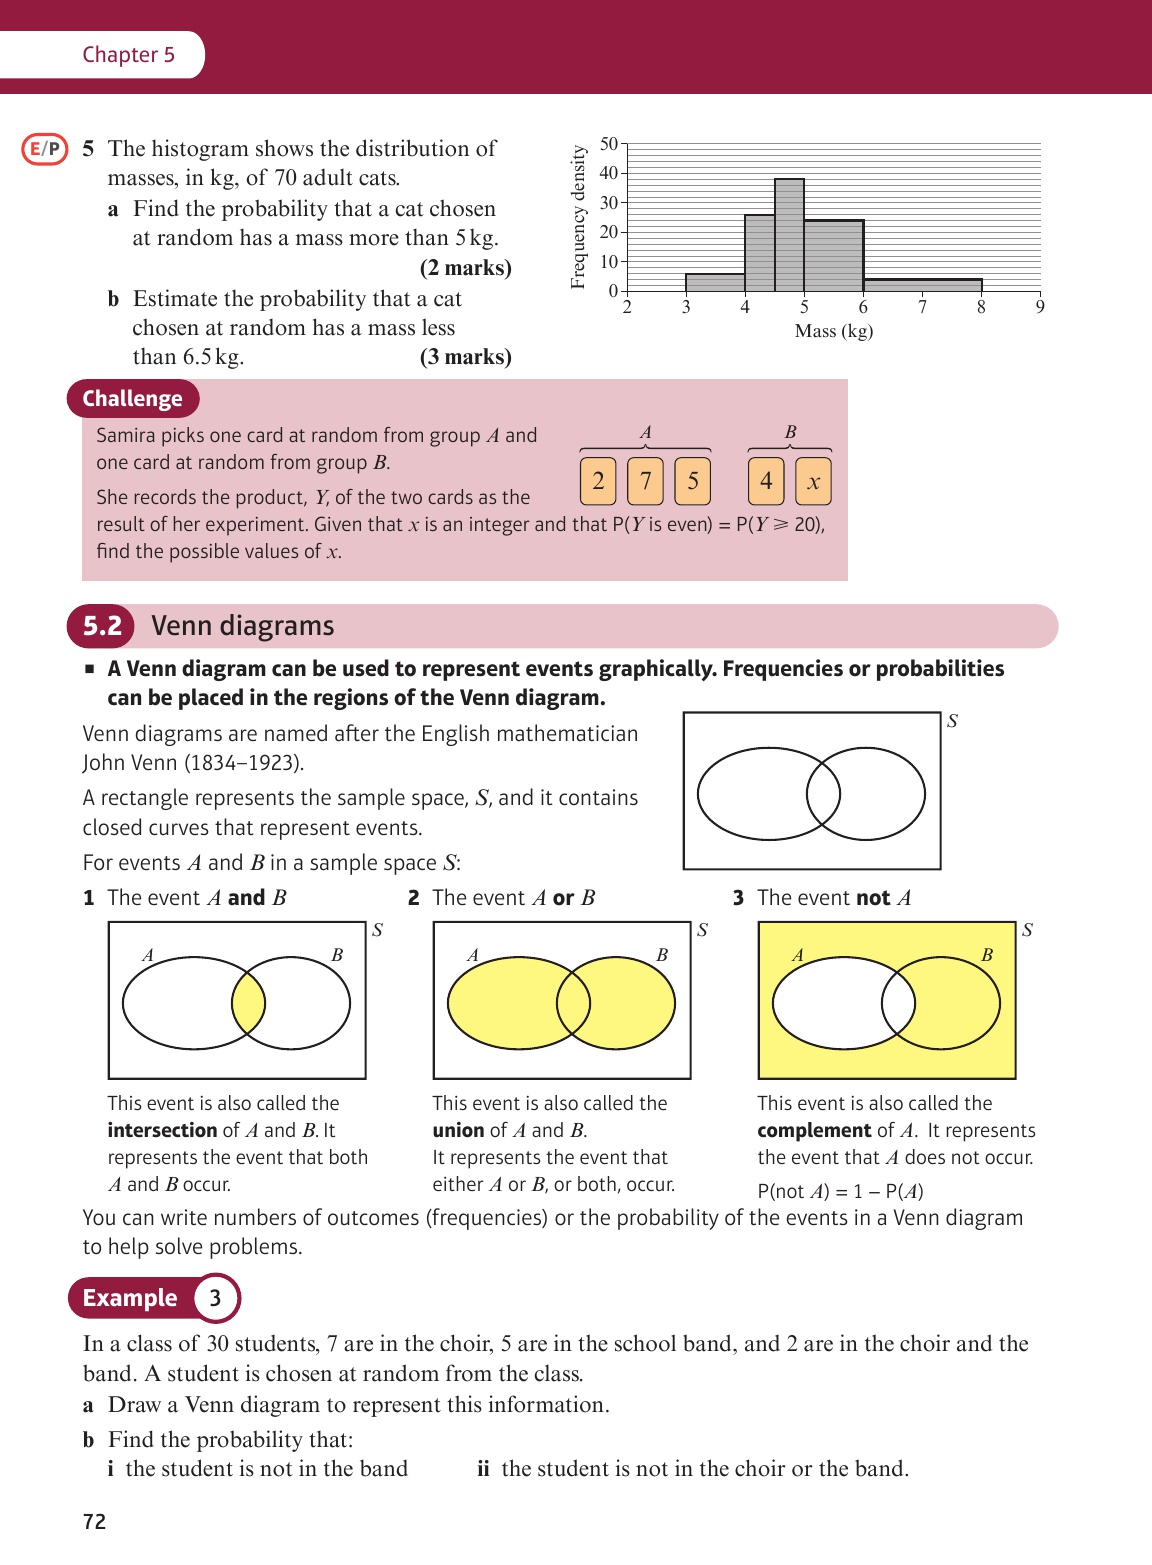 Chapter 5
E/P
5 The histogram shows the distribution of
masses, in kg, of 70 adult cats.
a Find the probability that a cat chosen
at random has a mass more than 5 kg.
(2 marks)
b Estimate the probability that a cat
chosen at random has a mass less
than 6.5 kg. (3 marks)
Frequency density
50
40
30
20
10
0
2 3 4 5 6 7 8 9
Mass (kg)
Challenge
Samira picks one card at random from group A and
one card at random from group B.
She records the product, Y, of the two cards as the
result of her experiment. Given that x is an integer and that P(Y is even) = P(Y ⩾ 20),
find the possible values of x.
A B
2 7 5 4 x
5.2 Venn diagrams
▪ A Venn diagram can be used to represent events graphically. Frequencies or probabilities
can be placed in the regions of the Venn diagram.
Venn diagrams are named after the English mathematician
John Venn (1834–1923).
A rectangle represents the sample space, S, and it contains
closed curves that represent events.
For events A and B in a sample space S:
S
1 The event A and B
A B S
This event is also called the
intersection of A and B. It
represents the event that both
A and B occur.
2 The event A or B
A B S
This event is also called the
union of A and B.
It represents the event that
either A or B, or both, occur.
3 The event not A
A B S
This event is also called the
complement of A. It represents
the event that A does not occur.
P(not A) = 1 – P(A)
You can write numbers of outcomes (frequencies) or the probability of the events in a Venn diagram
to help solve problems.
Example 3
In a class of 30 students, 7 are in the choir, 5 are in the school band, and 2 are in the choir and the
band. A student is chosen at random from the class.
a Draw a Venn diagram to represent this information.
b Find the probability that:
i the student is not in the band ii the student is not in the choir or the band.
72